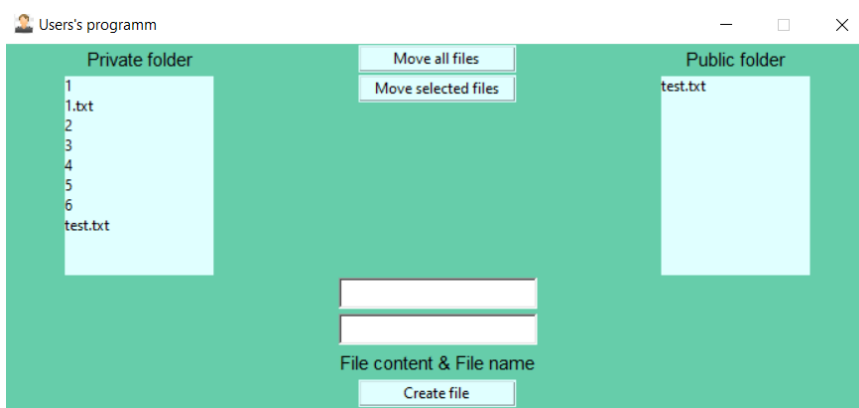 Users's programm
Private folder
Move all files
Public folder
Move selected files
1
1.txt
2
3
4
5
6
test.txt
test.txt
File content & File name
Create file